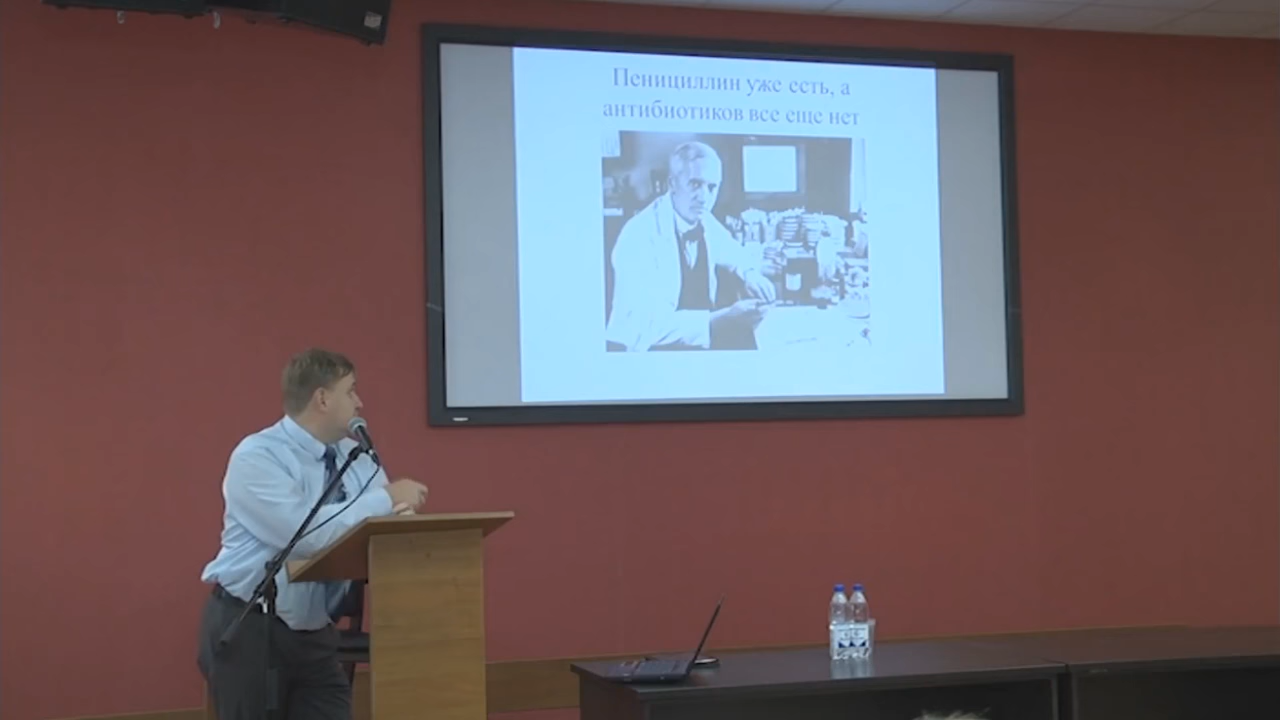 Пенициллин уже есть, а
антибиотиков все еще нет